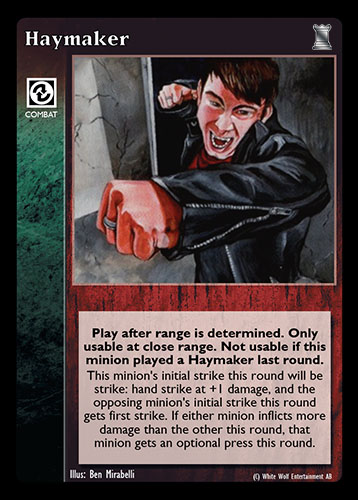 Haymaker
COMBAT
Play after range is determined. Only
usable at close range. Not usable if this
minion played a Haymaker last round.
This minion's initial strike this round will be
strike: hand strike at +1 damage, and the
opposing minion's initial strike this round
gets first strike. If either minion inflicts more
damage than the other this round, that
minion gets an optional press this round.
Illus: Ben Mirabelli
(C) White Wolf Entertainment AB